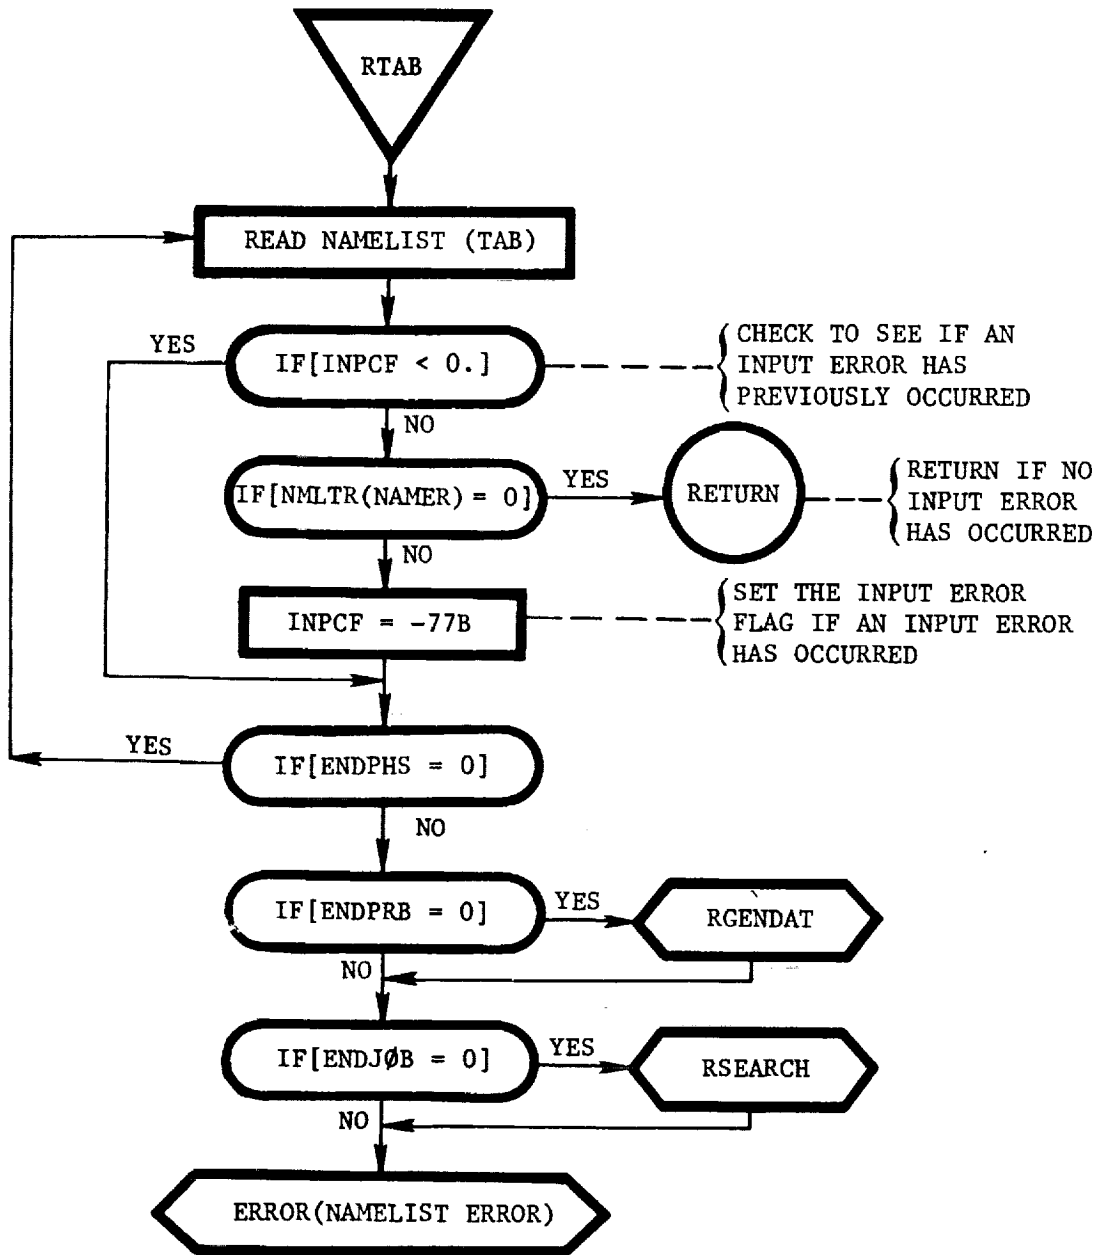 RTAB
READ NAMELIST (TAB)
YES
IF[INPCF < 0.]
CHECK TO SEE IF AN
INPUT ERROR HAS
PREVIOUSLY OCCURRED
NO
IF[NMLTR(NAMER) = 0]
YES
RETURN
RETURN IF NO
INPUT ERROR
HAS OCCURRED
NO
INPCF = -77B
SET THE INPUT ERROR
FLAG IF AN INPUT ERROR
HAS OCCURRED
YES
IF[ENDPHS = 0]
NO
IF[ENDPRB = 0]
YES
RGENDAT
NO
IF[ENDJØB = 0]
YES
RSEARCH
NO
ERROR(NAMELIST ERROR)